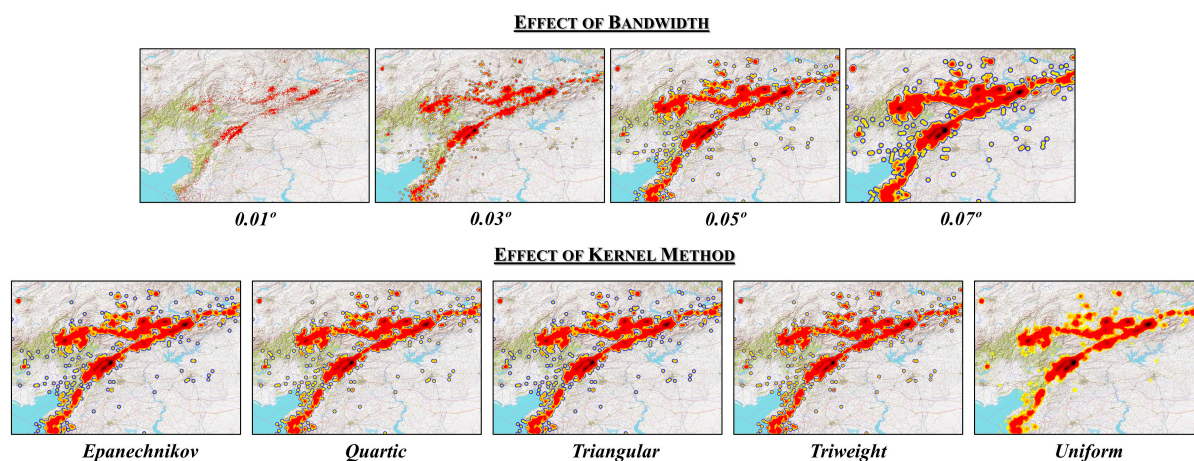 EFFECT OF BANDWIDTH
0.01º
0.03º
0.05º
0.07º
EFFECT OF KERNEL METHOD
Epanechnikov
Quartic
Triangular
Triweight
Uniform